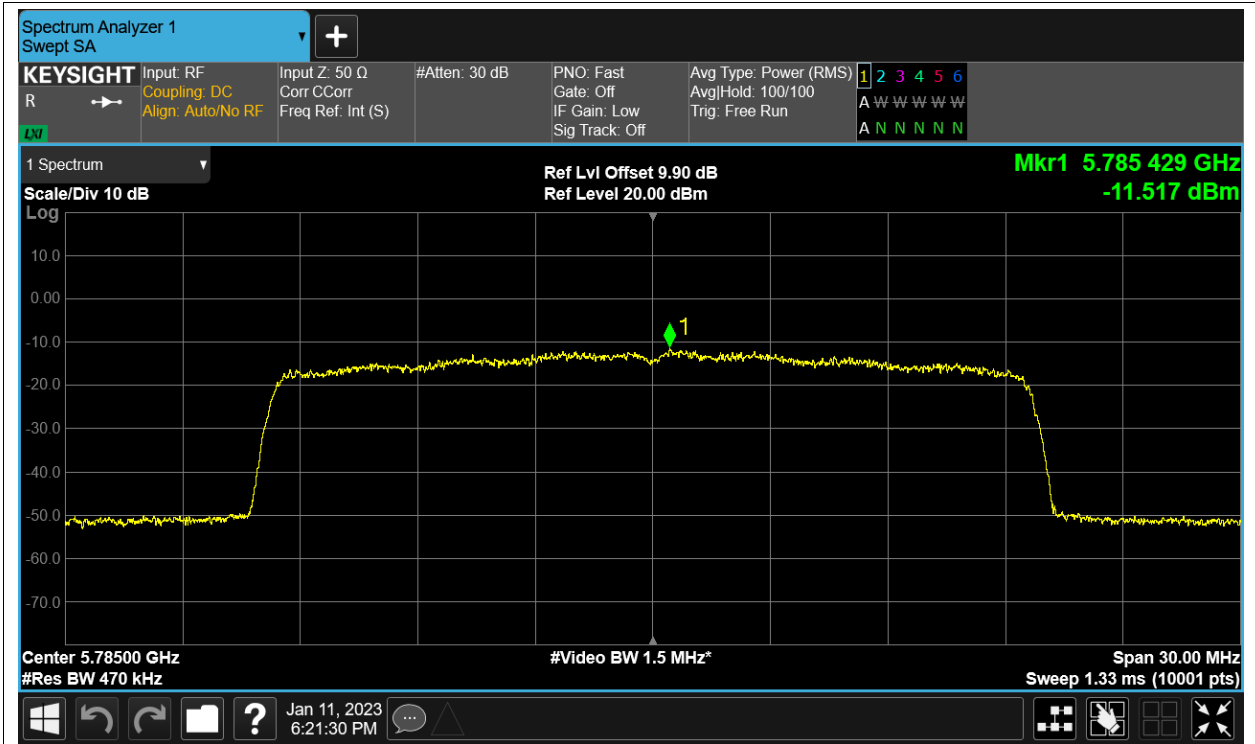 Spectrum Analyzer 1
Swept SA
KEYSIGHT
R
LXI
Input: RF
Coupling: DC
Align: Auto/No RF
Input Z: 50 Ω
Corr CCorr
Freq Ref: Int (S)
#Atten: 30 dB
PNO: Fast
Gate: Off
IF Gain: Low
Sig Track: Off
Avg Type: Power (RMS)
Avg|Hold: 100/100
Trig: Free Run
1 2 3 4 5 6
A W W W W W
A N N N N N
1 Spectrum
Scale/Div 10 dB
Log
Ref Lvl Offset 9.90 dB
Ref Level 20.00 dBm
Mkr1 5.785 429 GHz
-11.517 dBm
10.0
0.00
-10.0
-20.0
-30.0
-40.0
-50.0
-60.0
-70.0
1
Center 5.78500 GHz
#Res BW 470 kHz
#Video BW 1.5 MHz*
Span 30.00 MHz
Sweep 1.33 ms (10001 pts)
?
Jan 11, 2023
6:21:30 PM